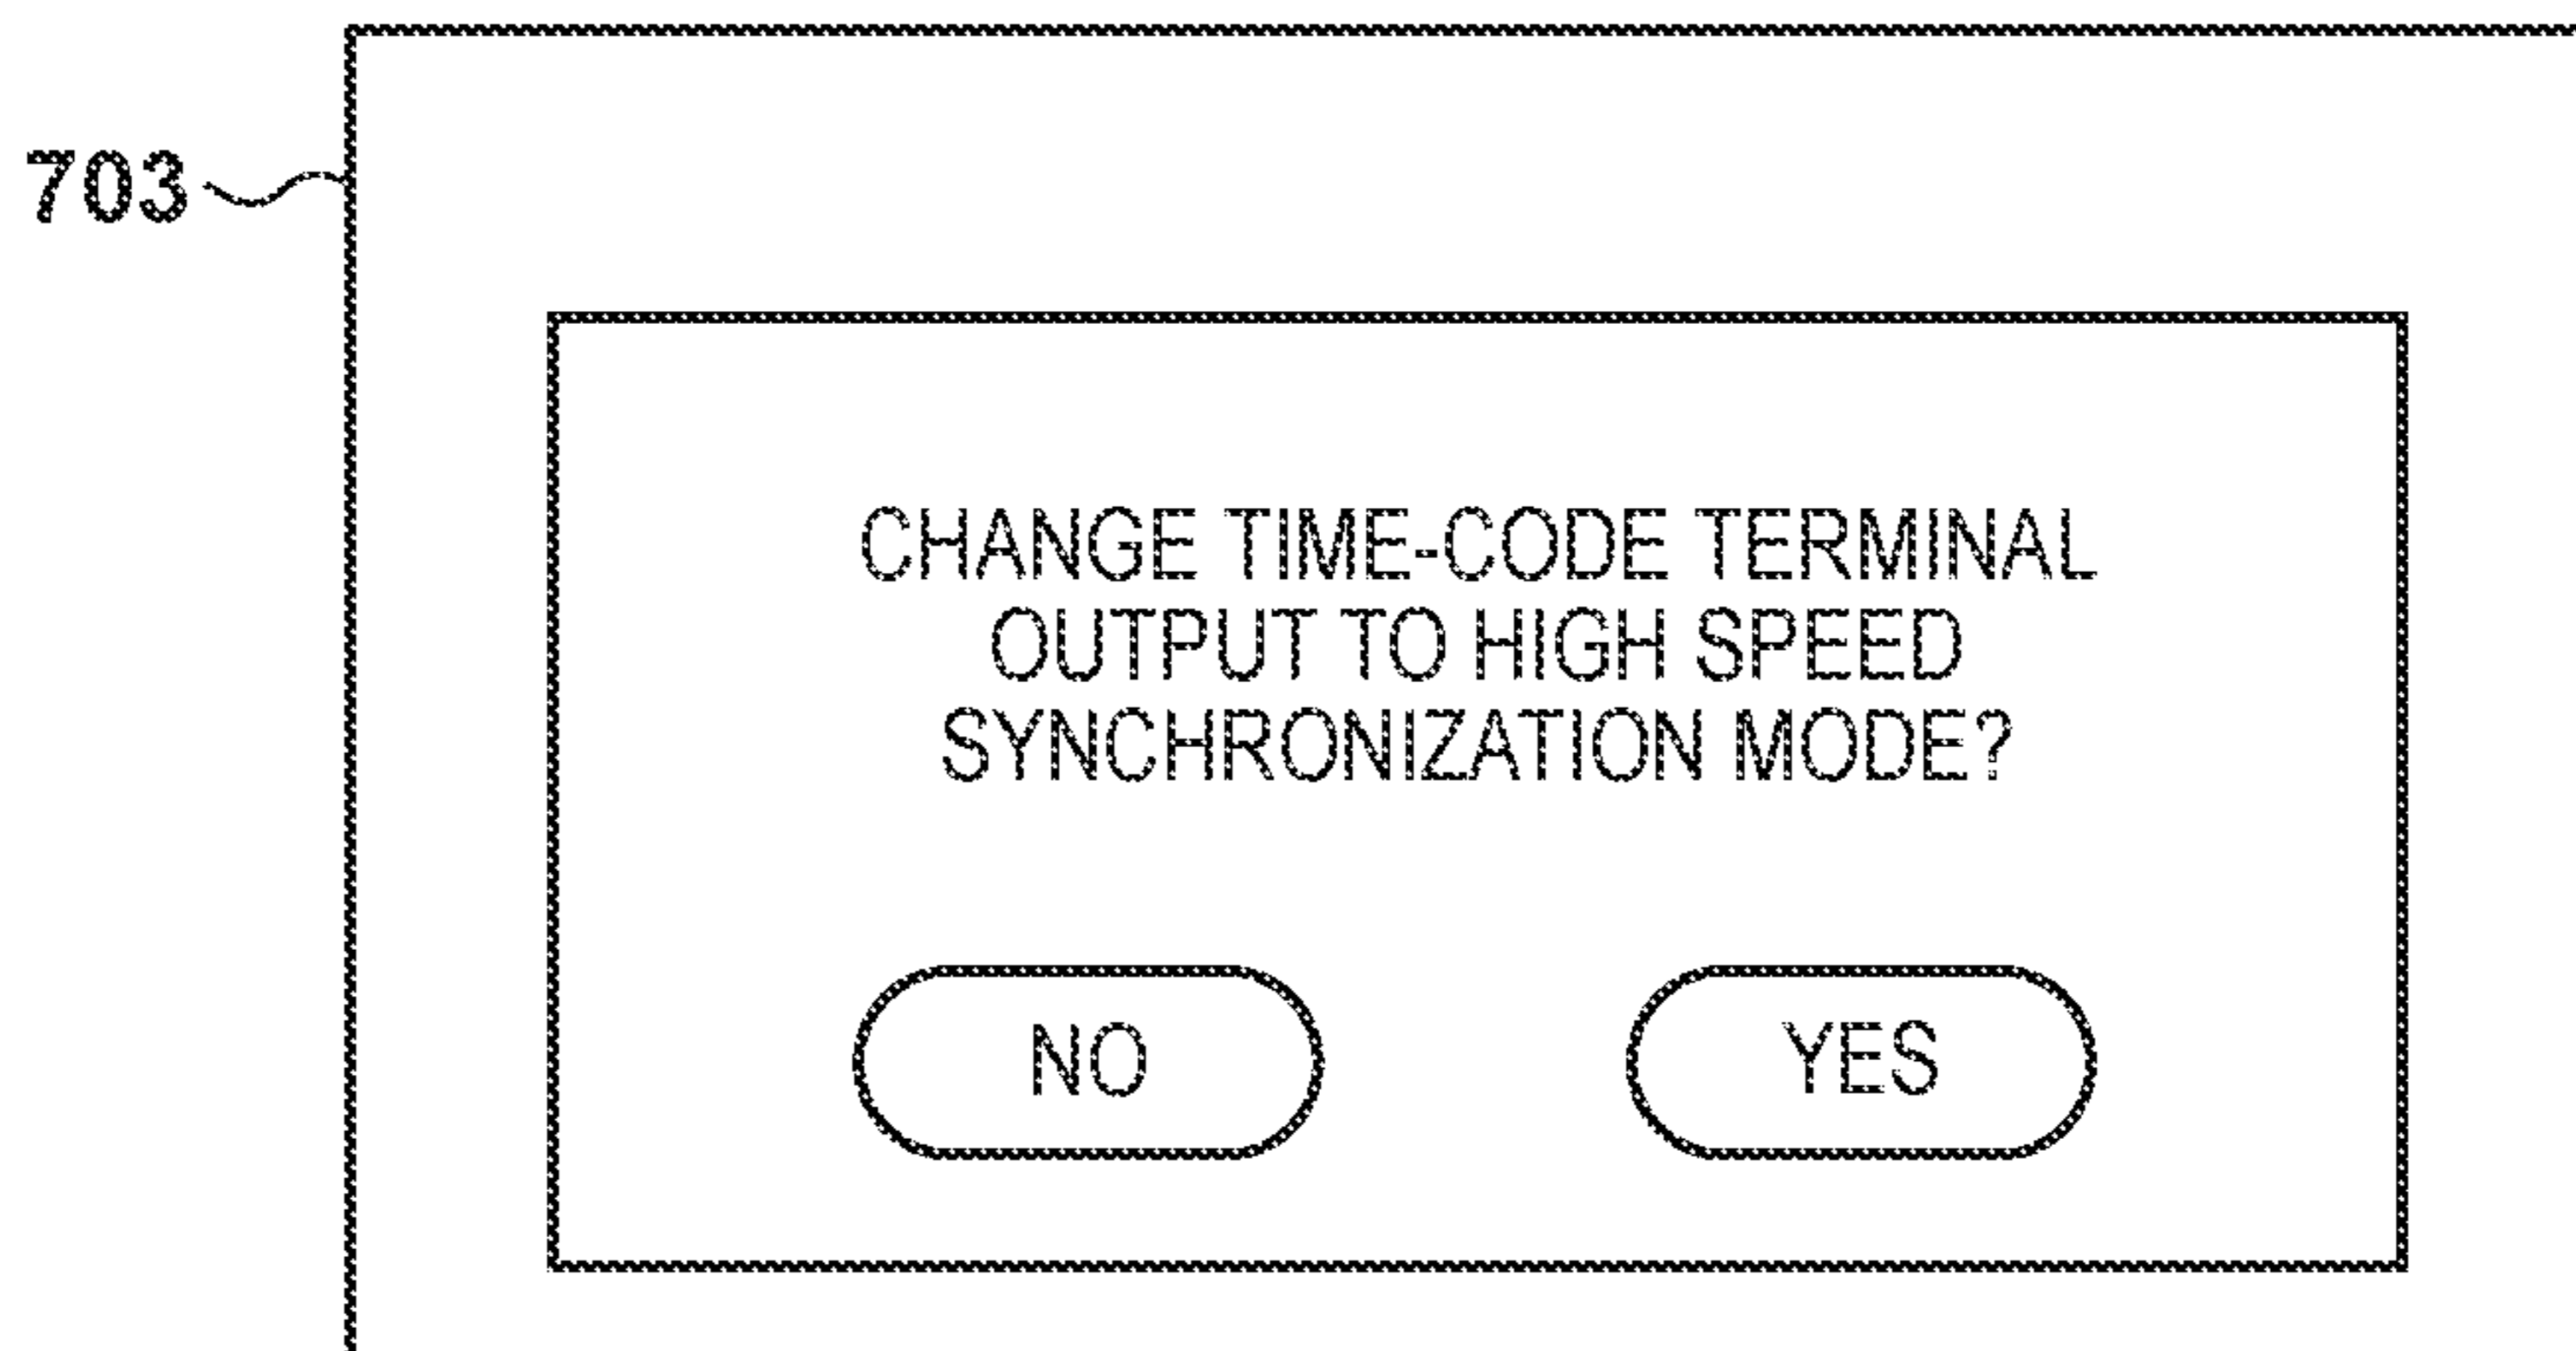 703
CHANGE TIME-CODE TERMINAL
OUTPUT TO HIGH SPEED
SYNCHRONIZATION MODE?
NO YES